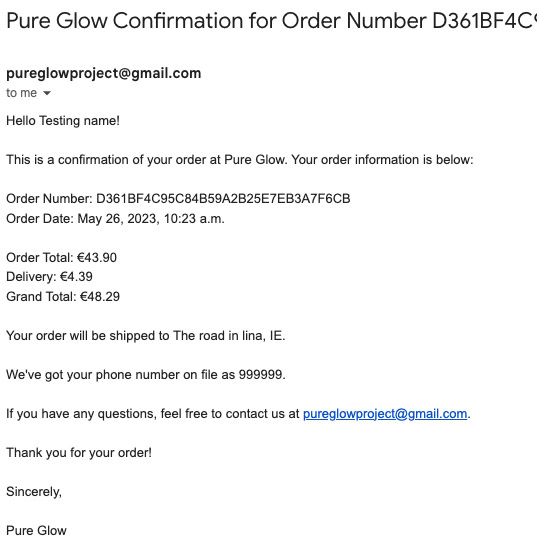 Pure Glow Confirmation for Order Number D361BF4C
pureglowproject@gmail.com
to me
Hello Testing name!
This is a confirmation of your order at Pure Glow. Your order information is below:
Order Number: D361BF4C95C84B59A2B25E7EB3A7F6CB
Order Date: May 26, 2023, 10:23 a.m.
Order Total: €43.90
Delivery: €4.39
Grand Total: €48.29
Your order will be shipped to The road in lina, IE.
We've got your phone number on file as 999999.
If you have any questions, feel free to contact us at pureglowproject@gmail.com.
Thank you for your order!
Sincerely,
Pure Glow